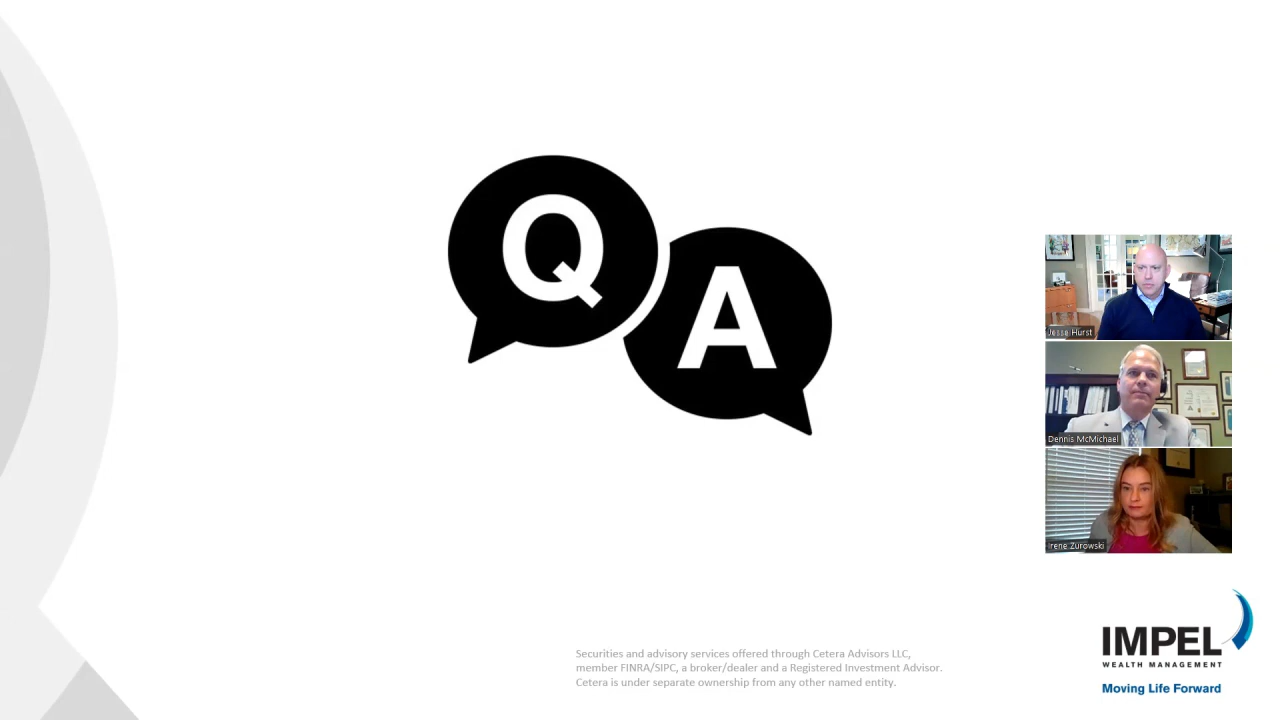 Q
A
Jesse Hurst
Dennis McMichael
Irene Zurowski
Securities and advisory services offered through Cetera Advisors LLC,
member FINRA/SIPC, a broker/dealer and a Registered Investment Advisor.
Cetera is under separate ownership from any other named entity.
IMPEL
WEALTH MANAGEMENT
Moving Life Forward